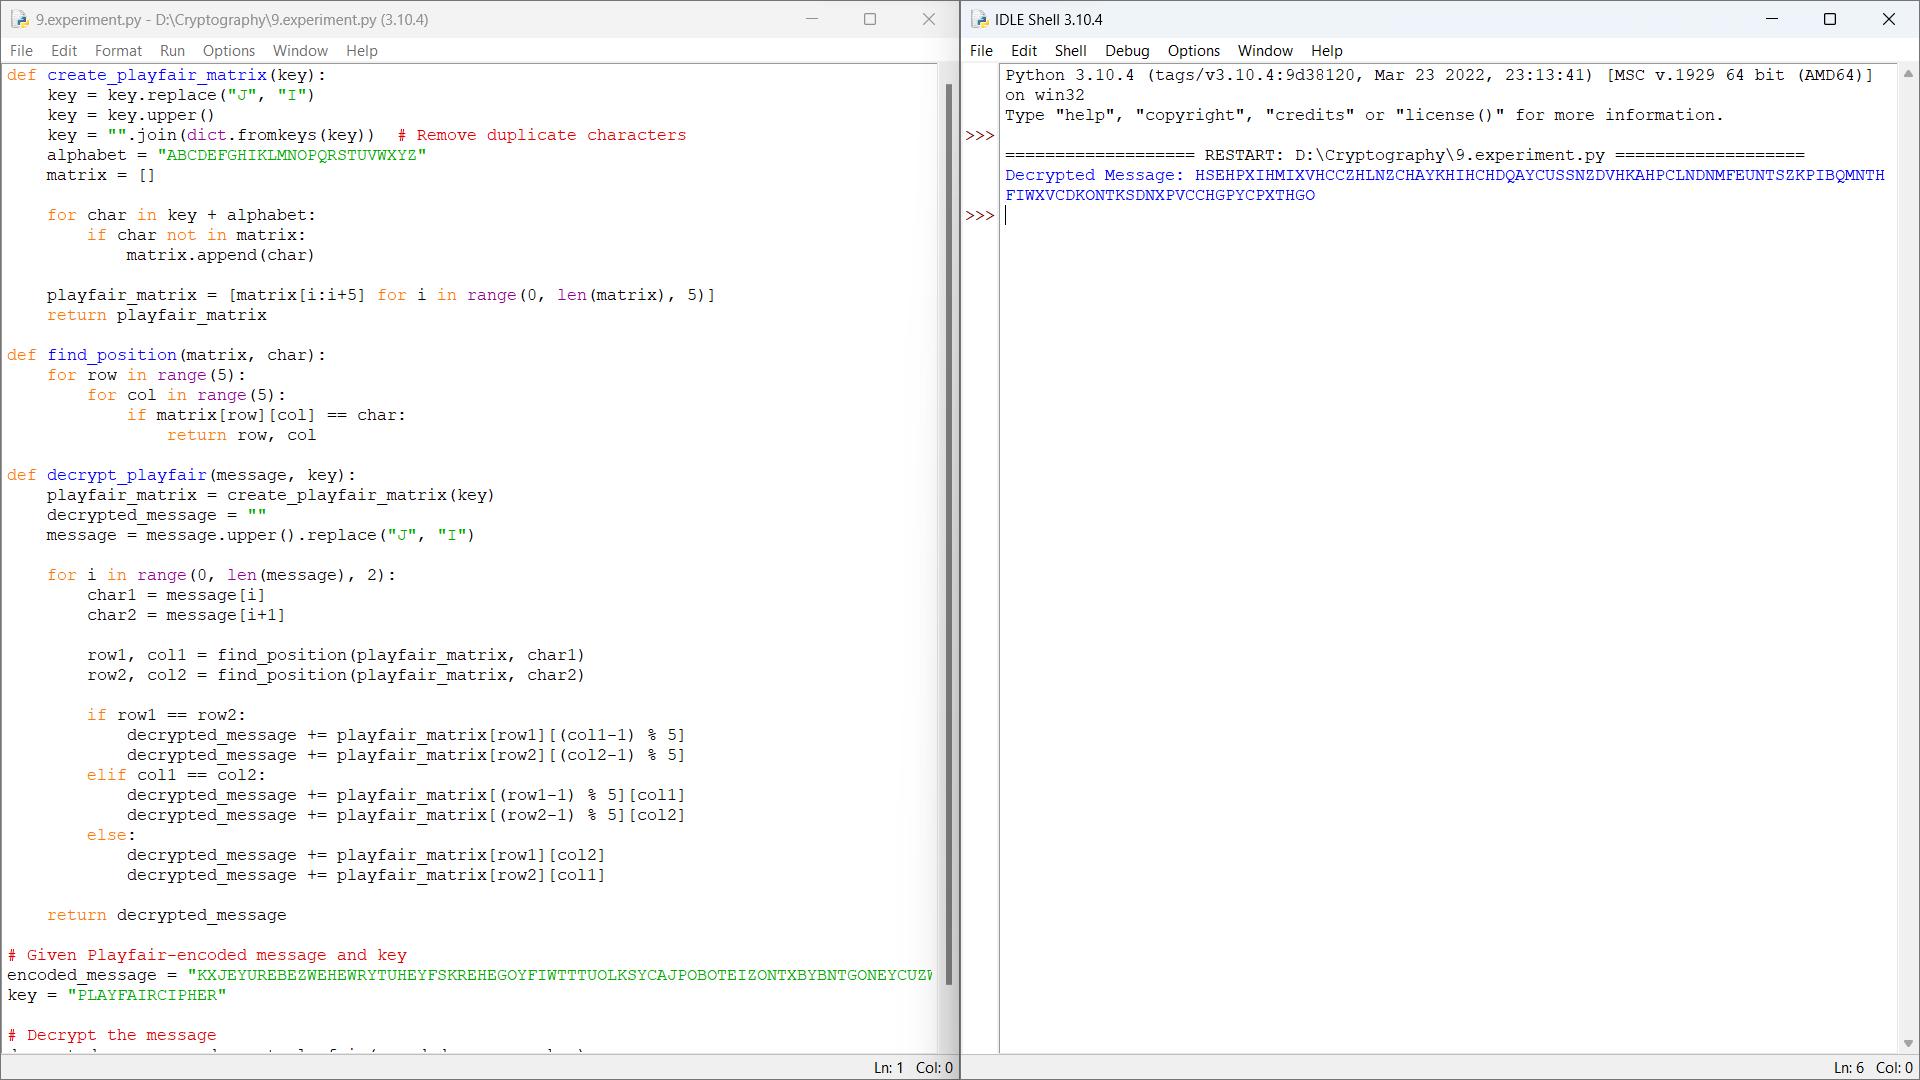 9.experiment.py - D:\Cryptography\9.experiment.py (3.10.4)
File Edit Format Run Options Window Help
def create_playfair_matrix(key):
    key = key.replace("J", "I")
    key = key.upper()
    key = "".join(dict.fromkeys(key))  # Remove duplicate characters
    alphabet = "ABCDEFGHIKLMNOPQRSTUVWXYZ"
    matrix = []
    for char in key + alphabet:
        if char not in matrix:
            matrix.append(char)
    playfair_matrix = [matrix[i:i+5] for i in range(0, len(matrix), 5)]
    return playfair_matrix
def find_position(matrix, char):
    for row in range(5):
        for col in range(5):
            if matrix[row][col] == char:
                return row, col
def decrypt_playfair(message, key):
    playfair_matrix = create_playfair_matrix(key)
    decrypted_message = ""
    message = message.upper().replace("J", "I")
    for i in range(0, len(message), 2):
        char1 = message[i]
        char2 = message[i+1]
        row1, col1 = find_position(playfair_matrix, char1)
        row2, col2 = find_position(playfair_matrix, char2)
        if row1 == row2:
            decrypted_message += playfair_matrix[row1][(col1-1) % 5]
            decrypted_message += playfair_matrix[row2][(col2-1) % 5]
        elif col1 == col2:
            decrypted_message += playfair_matrix[(row1-1) % 5][col1]
            decrypted_message += playfair_matrix[(row2-1) % 5][col2]
        else:
            decrypted_message += playfair_matrix[row1][col2]
            decrypted_message += playfair_matrix[row2][col1]
    return decrypted_message
# Given Playfair-encoded message and key
encoded_message = "KXJEYUREBEZWEHEWRYTUHEYFSKREHEGOYFIWTTTUOLKSYCAJPOBOTEIZONTXBYBNTGONEYCUZW
key = "PLAYFAIRCIPHER"
# Decrypt the message
Ln: 1 Col: 0
IDLE Shell 3.10.4
File Edit Shell Debug Options Window Help
Python 3.10.4 (tags/v3.10.4:9d38120, Mar 23 2022, 23:13:41) [MSC v.1929 64 bit (AMD64)]
on win32
Type "help", "copyright", "credits" or "license()" for more information.
>>>
=================== RESTART: D:\Cryptography\9.experiment.py ===================
Decrypted Message: HSEHPXIHMIXVHCCZHLNZCHAYKHIHCHDQAYCUSSNZDVHKAHPCLNDNMFEUNTSZKPIBQMNTH
FIWXVCDKONTKSDNXPVCCHGPYCPXTHGO
>>>
Ln: 6 Col: 0